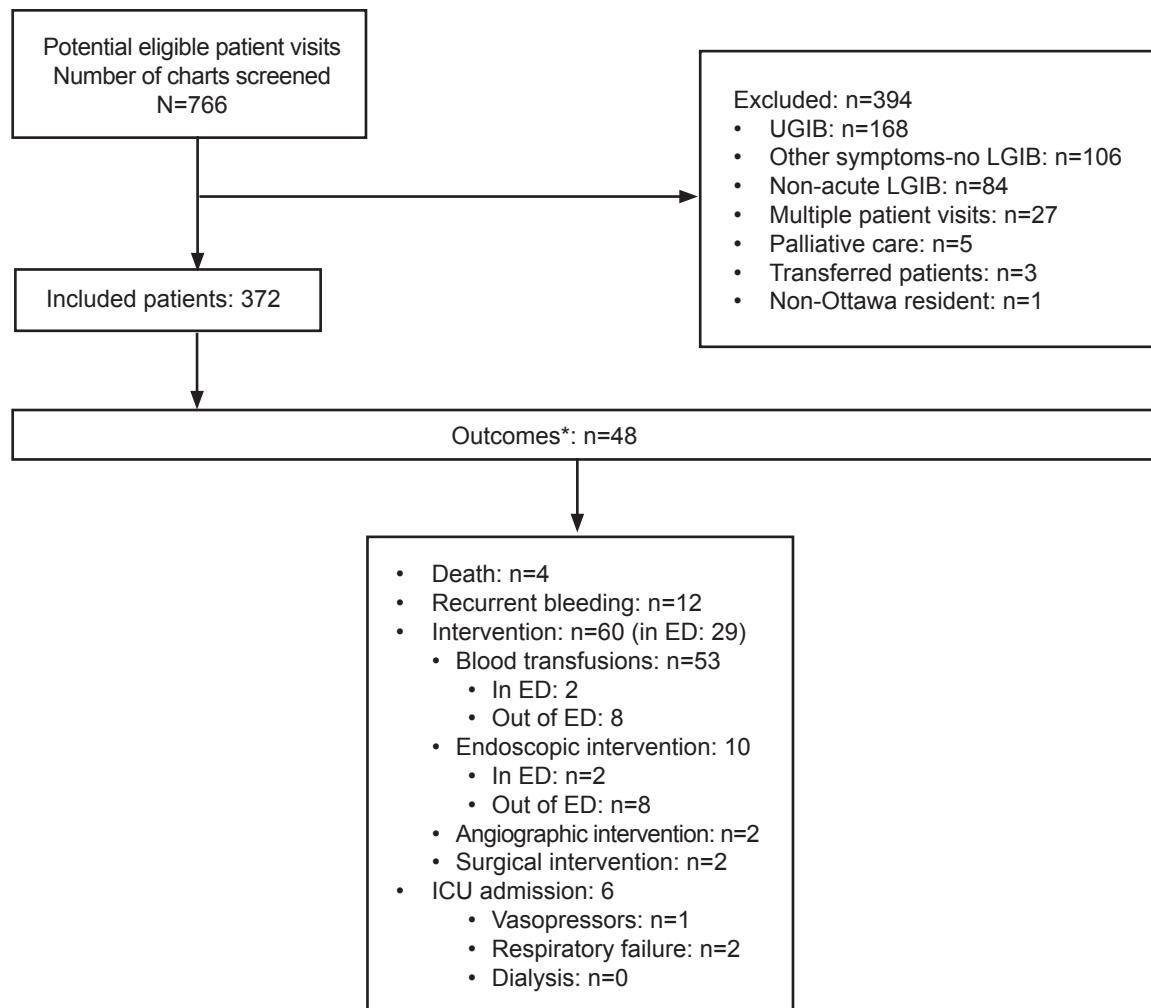 Potential eligible patient visits
Number of charts screened
N=766
Excluded: n=394
• UGIB: n=168
• Other symptoms-no LGIB: n=106
• Non-acute LGIB: n=84
• Multiple patient visits: n=27
• Palliative care: n=5
• Transferred patients: n=3
• Non-Ottawa resident: n=1
Included patients: 372
Outcomes*: n=48
• Death: n=4
• Recurrent bleeding: n=12
• Intervention: n=60 (in ED: 29)
• Blood transfusions: n=53
• In ED: 2
• Out of ED: 8
• Endoscopic intervention: 10
• In ED: n=2
• Out of ED: n=8
• Angiographic intervention: n=2
• Surgical intervention: n=2
• ICU admission: 6
• Vasopressors: n=1
• Respiratory failure: n=2
• Dialysis: n=0